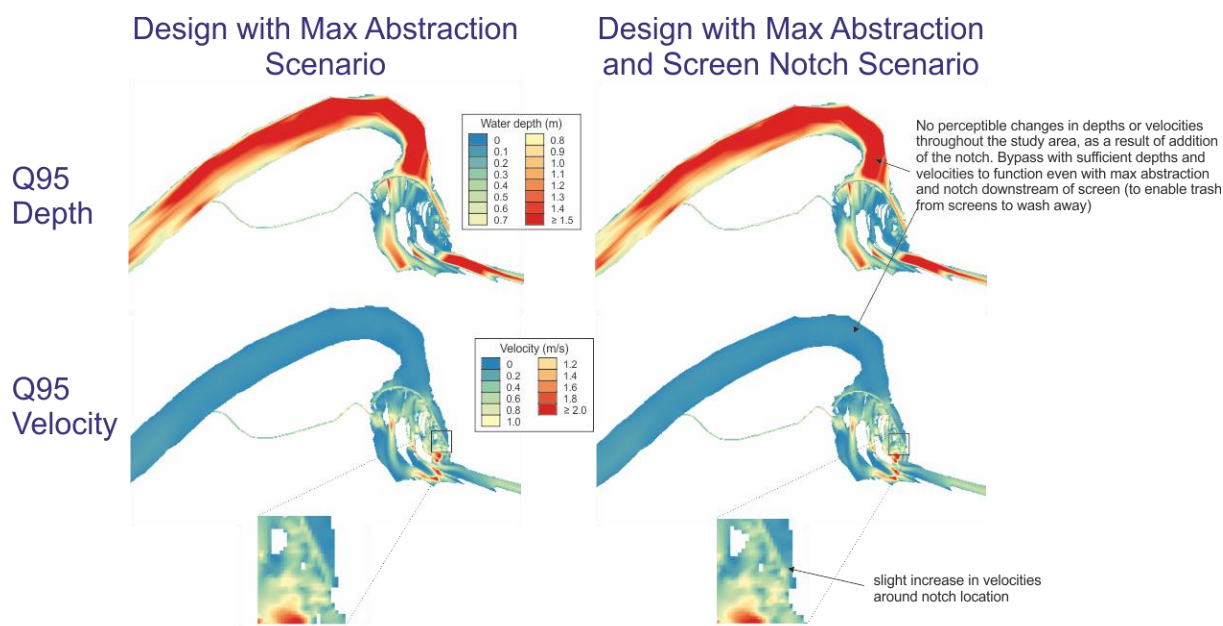 Design with Max Abstraction
Scenario
Design with Max Abstraction
and Screen Notch Scenario
Q95
Depth
Water depth (m)
0
0.1
0.2
0.3
0.4
0.5
0.6
0.7
0.8
0.9
1.0
1.1
1.2
1.3
1.4
≥ 1.5
No perceptible changes in depths or velocities
throughout the study area, as a result of addition
of the notch. Bypass with sufficient depths and
velocities to function even with max abstraction
and notch downstream of screen (to enable trash
from screens to wash away)
Q95
Velocity
Velocity (m/s)
0
0.2
0.4
0.6
0.8
1.0
1.2
1.4
1.6
1.8
≥ 2.0
slight increase in velocities
around notch location